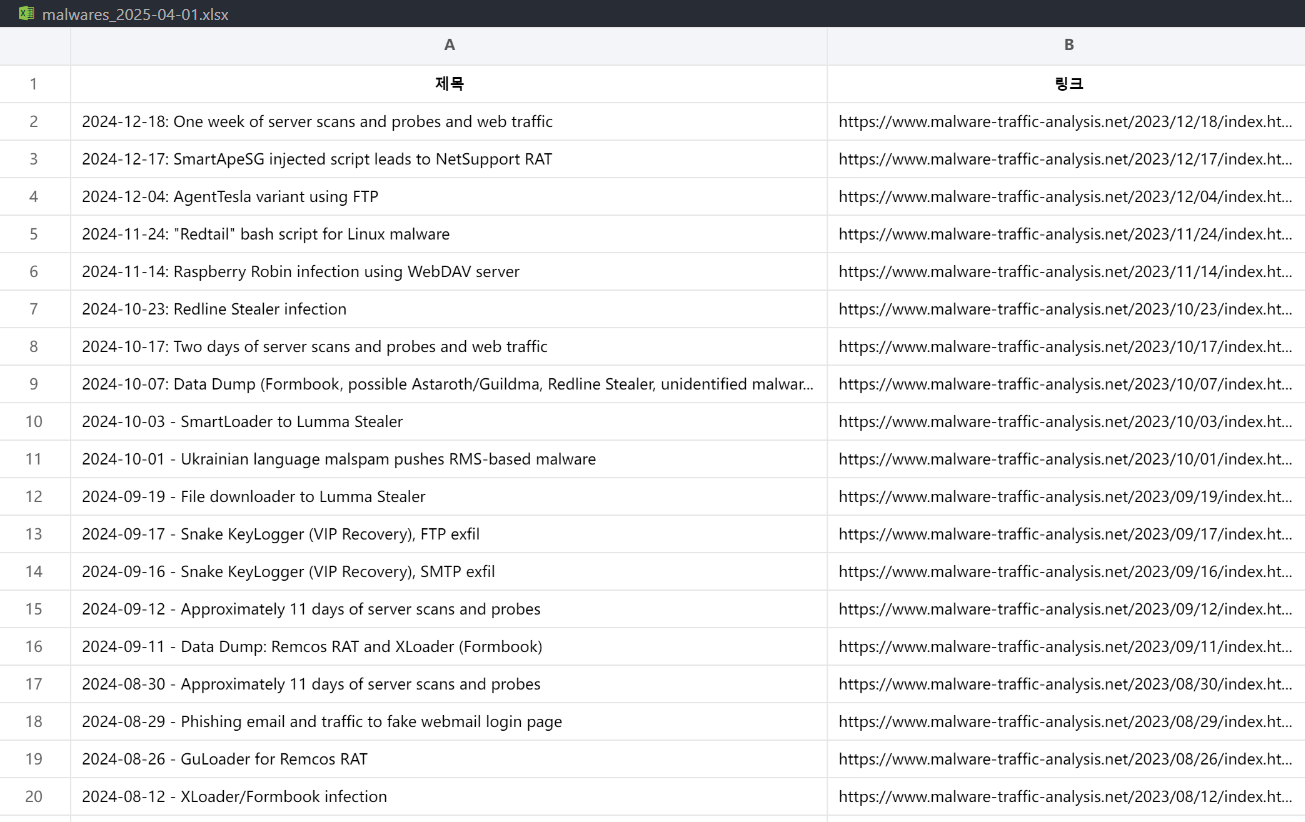 malwares_2025-04-01.xlsx
A B
1 제목 링크
2 2024-12-18: One week of server scans and probes and web traffic https://www.malware-traffic-analysis.net/2023/12/18/index.ht...
3 2024-12-17: SmartApeSG injected script leads to NetSupport RAT https://www.malware-traffic-analysis.net/2023/12/17/index.ht...
4 2024-12-04: AgentTesla variant using FTP https://www.malware-traffic-analysis.net/2023/12/04/index.ht...
5 2024-11-24: "Redtail" bash script for Linux malware https://www.malware-traffic-analysis.net/2023/11/24/index.ht...
6 2024-11-14: Raspberry Robin infection using WebDAV server https://www.malware-traffic-analysis.net/2023/11/14/index.ht...
7 2024-10-23: Redline Stealer infection https://www.malware-traffic-analysis.net/2023/10/23/index.ht...
8 2024-10-17: Two days of server scans and probes and web traffic https://www.malware-traffic-analysis.net/2023/10/17/index.ht...
9 2024-10-07: Data Dump (Formbook, possible Astaroth/Guildma, Redline Stealer, unidentified malwar... https://www.malware-traffic-analysis.net/2023/10/07/index.ht...
10 2024-10-03 - SmartLoader to Lumma Stealer https://www.malware-traffic-analysis.net/2023/10/03/index.ht...
11 2024-10-01 - Ukrainian language malspam pushes RMS-based malware https://www.malware-traffic-analysis.net/2023/10/01/index.ht...
12 2024-09-19 - File downloader to Lumma Stealer https://www.malware-traffic-analysis.net/2023/09/19/index.ht...
13 2024-09-17 - Snake KeyLogger (VIP Recovery), FTP exfil https://www.malware-traffic-analysis.net/2023/09/17/index.ht...
14 2024-09-16 - Snake KeyLogger (VIP Recovery), SMTP exfil https://www.malware-traffic-analysis.net/2023/09/16/index.ht...
15 2024-09-12 - Approximately 11 days of server scans and probes https://www.malware-traffic-analysis.net/2023/09/12/index.ht...
16 2024-09-11 - Data Dump: Remcos RAT and XLoader (Formbook) https://www.malware-traffic-analysis.net/2023/09/11/index.ht...
17 2024-08-30 - Approximately 11 days of server scans and probes https://www.malware-traffic-analysis.net/2023/08/30/index.ht...
18 2024-08-29 - Phishing email and traffic to fake webmail login page https://www.malware-traffic-analysis.net/2023/08/29/index.ht...
19 2024-08-26 - GuLoader for Remcos RAT https://www.malware-traffic-analysis.net/2023/08/26/index.ht...
20 2024-08-12 - XLoader/Formbook infection https://www.malware-traffic-analysis.net/2023/08/12/index.ht...